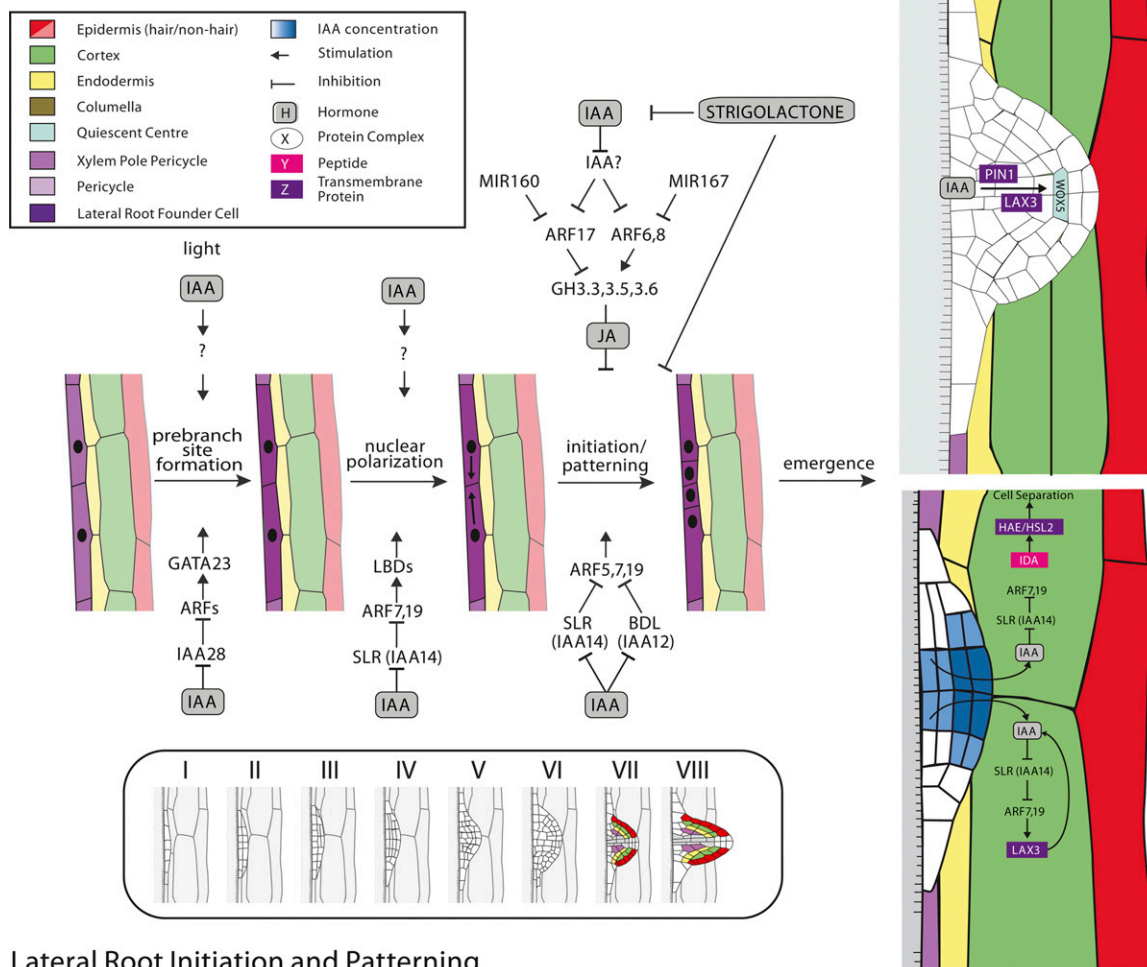 Epidermis (hair/non-hair)
Cortex
Endodermis
Columella
Quiescent Centre
Xylem Pole Pericycle
Pericycle
Lateral Root Founder Cell
IAA concentration
Stimulation
Inhibition
H Hormone
X Protein Complex
Y Peptide
Z Transmembrane
Protein
light
IAA
?
prebranch
site
formation
GATA23
ARFs
IAA28
IAA
IAA
?
nuclear
polarization
LBDs
ARF7,19
SLR (IAA14)
IAA
IAA
STRIGOLACTONE
IAA?
MIR160
MIR167
ARF17
ARF6,8
GH3.3,3.5,3.6
JA
initiation/
patterning
ARF5,7,19
SLR
(IAA14)
BDL
(IAA12)
IAA
emergence
IAA
PIN1
LAX3
WOX5
Cell Separation
HAE/HSL2
IDA
ARF7,19
SLR (IAA14)
IAA
IAA
SLR (IAA14)
ARF7,19
LAX3
I II III IV V VI VII VIII
Lateral Root Initiation and Patterning